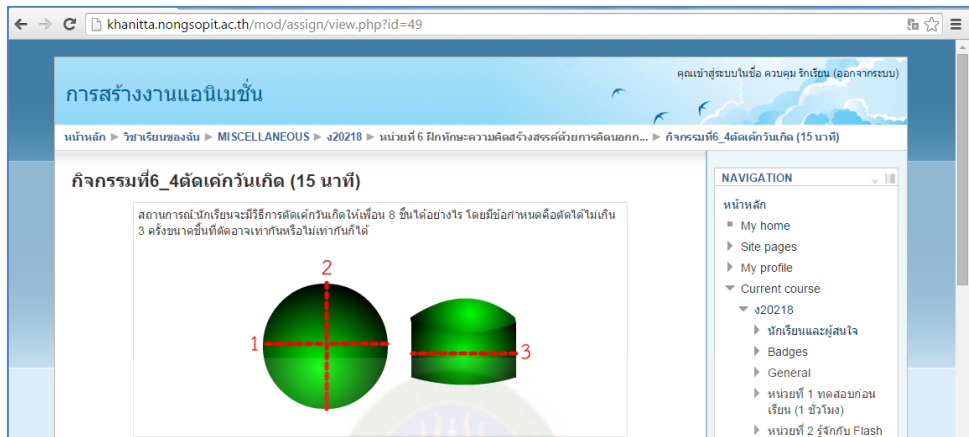 khanitta.nongsopit.ac.th/mod/assign/view.php?id=49
คุณเข้าสู่ระบบในชื่อ ควบคุม รักเรียน (ออกจากระบบ)
การสร้างงานแอนิเมชั่น
หน้าหลัก ► วิชาเรียนของฉัน ► MISCELLANEOUS ► ง20218 ► หน่วยที่ 6 ฝึกทักษะความคิดสร้างสรรค์ด้วยการคิดนอกก... ► กิจกรรมที่6_4ตัดเค้กวันเกิด (15 นาที)
กิจกรรมที่6_4ตัดเค้กวันเกิด (15 นาที)
สถานการณ์:นักเรียนจะมีวิธีการตัดเค้กวันเกิดให้เพื่อน 8 ชิ้นได้อย่างไร โดยมีข้อกำหนดคือตัดได้ไม่เกิน
3 ครั้งขนาดชิ้นที่ตัดอาจเท่ากันหรือไม่เท่ากันก็ได้
2
1
3
NAVIGATION
หน้าหลัก
My home
Site pages
My profile
Current course
ง20218
นักเรียนและผู้สนใจ
Badges
General
หน่วยที่ 1 ทดสอบก่อน
เรียน (1 ชั่วโมง)
หน่วยที่ 2 รู้จักกับ Flash